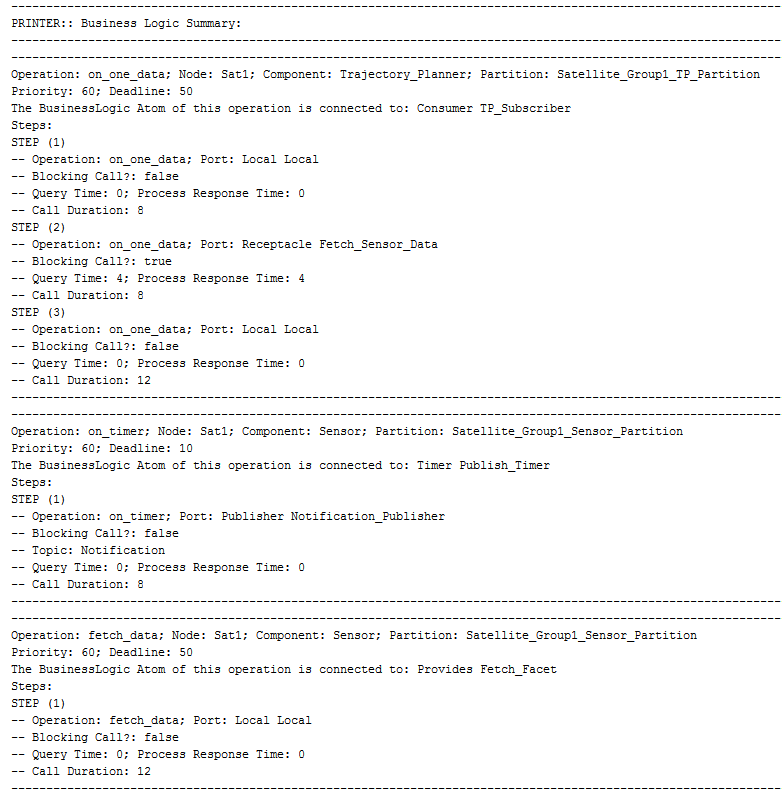 --------------------------------------------------------------------------------------------------------------
PRINTER:: Business Logic Summary:
--------------------------------------------------------------------------------------------------------------
--------------------------------------------------------------------------------------------------------------
Operation: on_one_data; Node: Sat1; Component: Trajectory_Planner; Partition: Satellite_Group1_TP_Partition
Priority: 60; Deadline: 50
The BusinessLogic Atom of this operation is connected to: Consumer TP_Subscriber
Steps:
STEP (1)
-- Operation: on_one_data; Port: Local Local
-- Blocking Call?: false
-- Query Time: 0; Process Response Time: 0
-- Call Duration: 8
STEP (2)
-- Operation: on_one_data; Port: Receptacle Fetch_Sensor_Data
-- Blocking Call?: true
-- Query Time: 4; Process Response Time: 4
-- Call Duration: 8
STEP (3)
-- Operation: on_one_data; Port: Local Local
-- Blocking Call?: false
-- Query Time: 0; Process Response Time: 0
-- Call Duration: 12
--------------------------------------------------------------------------------------------------------------
--------------------------------------------------------------------------------------------------------------
Operation: on_timer; Node: Sat1; Component: Sensor; Partition: Satellite_Group1_Sensor_Partition
Priority: 60; Deadline: 10
The BusinessLogic Atom of this operation is connected to: Timer Publish_Timer
Steps:
STEP (1)
-- Operation: on_timer; Port: Publisher Notification_Publisher
-- Blocking Call?: false
-- Topic: Notification
-- Query Time: 0; Process Response Time: 0
-- Call Duration: 8
--------------------------------------------------------------------------------------------------------------
--------------------------------------------------------------------------------------------------------------
Operation: fetch_data; Node: Sat1; Component: Sensor; Partition: Satellite_Group1_Sensor_Partition
Priority: 60; Deadline: 50
The BusinessLogic Atom of this operation is connected to: Provides Fetch_Facet
Steps:
STEP (1)
-- Operation: fetch_data; Port: Local Local
-- Blocking Call?: false
-- Query Time: 0; Process Response Time: 0
-- Call Duration: 12
--------------------------------------------------------------------------------------------------------------